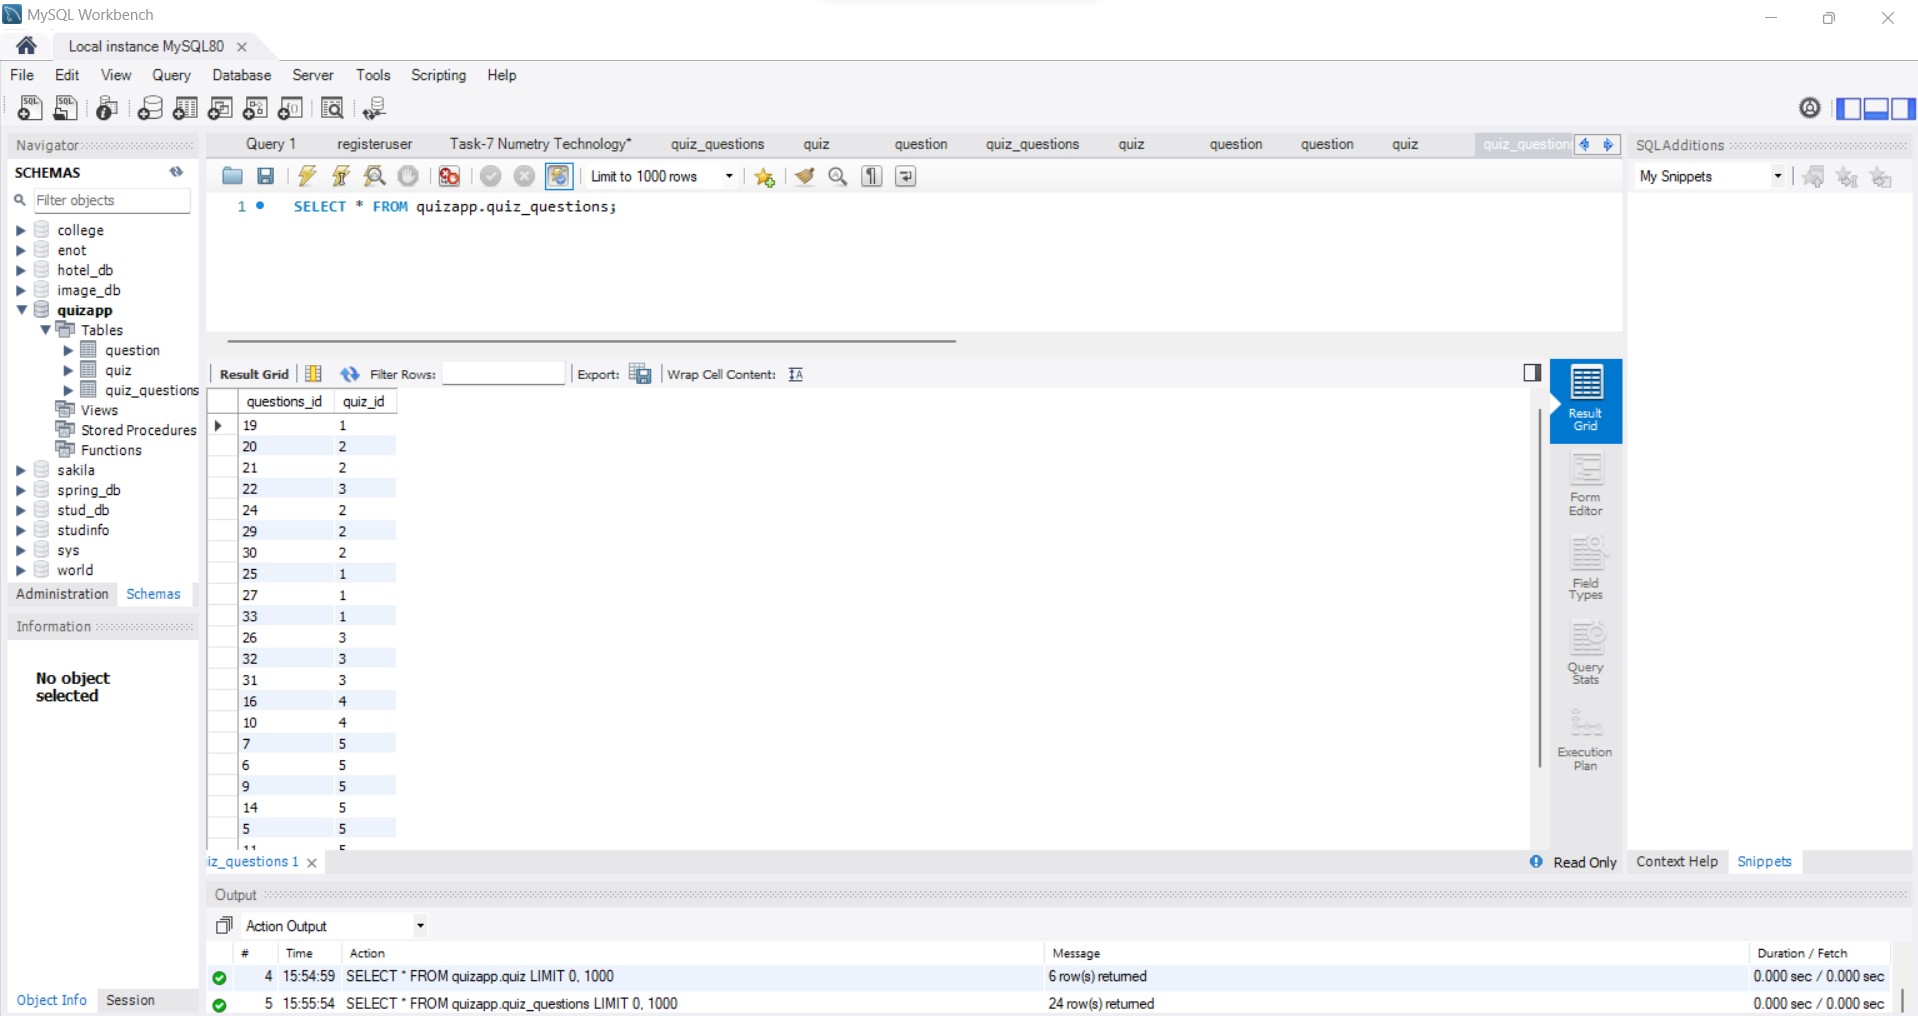 MySQL Workbench
Local instance MySQL80
File Edit View Query Database Server Tools Scripting Help
Navigator
SCHEMAS
Filter objects
college
enot
hotel_db
image_db
quizapp
Tables
question
quiz
quiz_questions
Views
Stored Procedures
Functions
sakila
spring_db
stud_db
studinfo
sys
world
Administration Schemas
Information
No object
selected
Object Info Session
Query 1 registeruser Task-7 Numetry Technology* quiz_questions quiz question quiz_questions quiz question question quiz quiz_question
Limit to 1000 rows
1 SELECT * FROM quizapp.quiz_questions;
Result Grid Filter Rows: Export: Wrap Cell Content:
questions_id quiz_id
19 1
20 2
21 2
22 3
24 2
29 2
30 2
25 1
27 1
33 1
26 3
32 3
31 3
16 4
10 4
7 5
6 5
9 5
14 5
5 5
11 5
Result
Grid
Form
Editor
Field
Types
Query
Stats
Execution
Plan
iz_questions 1
Read Only
SQLAdditions
My Snippets
Context Help Snippets
Output
Action Output
# Time Action Message Duration / Fetch
4 15:54:59 SELECT * FROM quizapp.quiz LIMIT 0, 1000 6 row(s) returned 0.000 sec / 0.000 sec
5 15:55:54 SELECT * FROM quizapp.quiz_questions LIMIT 0, 1000 24 row(s) returned 0.000 sec / 0.000 sec